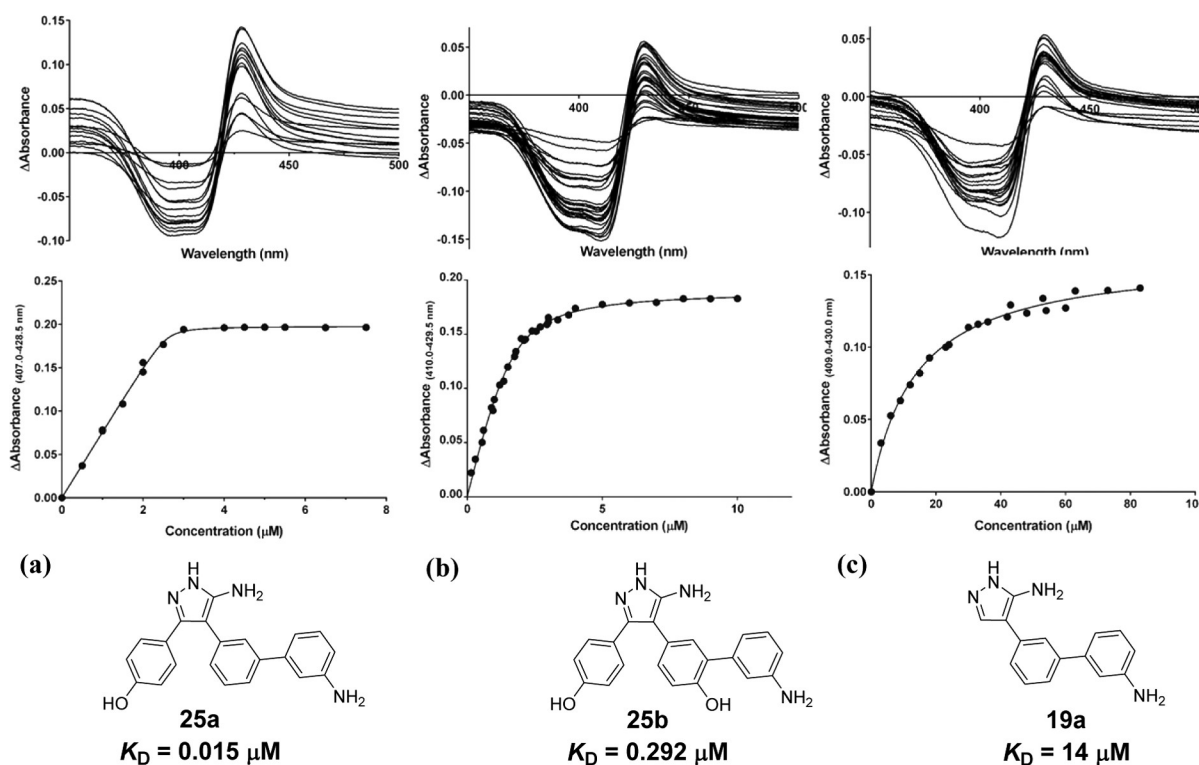 0.15
0.10
0.05
0.00
-0.05
-0.10
ΔAbsorbance
400
450
500
Wavelength (nm)
0.05
0.00
-0.05
-0.10
-0.15
ΔAbsorbance
400
Wavelength (nm)
0.05
0.00
-0.05
-0.10
ΔAbsorbance
400
450
Wavelength (nm)
0.25
0.20
0.15
0.10
0.05
0.00
ΔAbsorbance (407.0-428.5 nm)
0
2
4
6
8
Concentration (μM)
0.20
0.15
0.10
0.05
0.00
ΔAbsorbance (410.0-429.5 nm)
0
5
10
Concentration (μM)
0.15
0.10
0.05
0.00
ΔAbsorbance (409.0-430.0 nm)
0
20
40
60
80
Concentration (μM)
(a)
H
N
N
NH2
HO
NH2
25a
KD = 0.015 μM
(b)
H
N
N
NH2
HO
OH
NH2
25b
KD = 0.292 μM
(c)
H
N
N
NH2
NH2
19a
KD = 14 μM